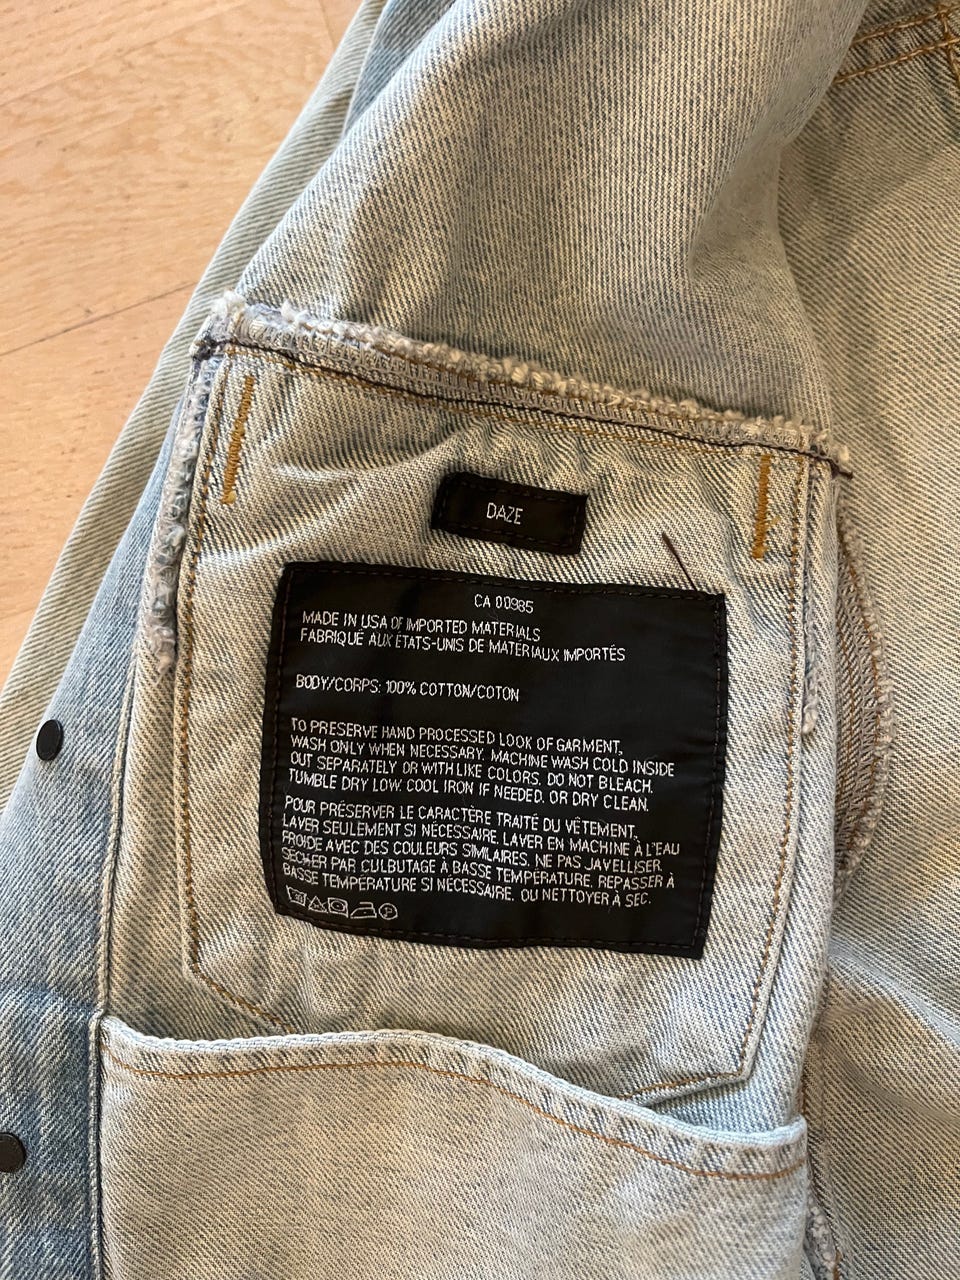 DAZE
CA 00985
MADE IN USA OF IMPORTED MATERIALS
FABRIQUÉ AUX ÉTATS-UNIS DE MATERIAUX IMPORTÉS
BODY/CORPS: 100% COTTON/COTON
TO PRESERVE HAND PROCESSED LOOK OF GARMENT,
WASH ONLY WHEN NECESSARY. MACHINE WASH COLD INSIDE
OUT SEPARATELY OR WITH LIKE COLORS. DO NOT BLEACH.
TUMBLE DRY LOW. COOL IRON IF NEEDED. OR DRY CLEAN.
POUR PRÉSERVER LE CARACTÈRE TRAITÉ DU VÊTEMENT,
LAVER SEULEMENT SI NÉCESSAIRE. LAVER EN MACHINE À L'EAU
FROIDE AVEC DES COULEURS SIMILAIRES. NE PAS JAVELLISER.
SÉCHER PAR CULBUTAGE À BASSE TEMPÉRATURE. REPASSER À
BASSE TEMPÉRATURE SI NÉCESSAIRE. OU NETTOYER À SEC.